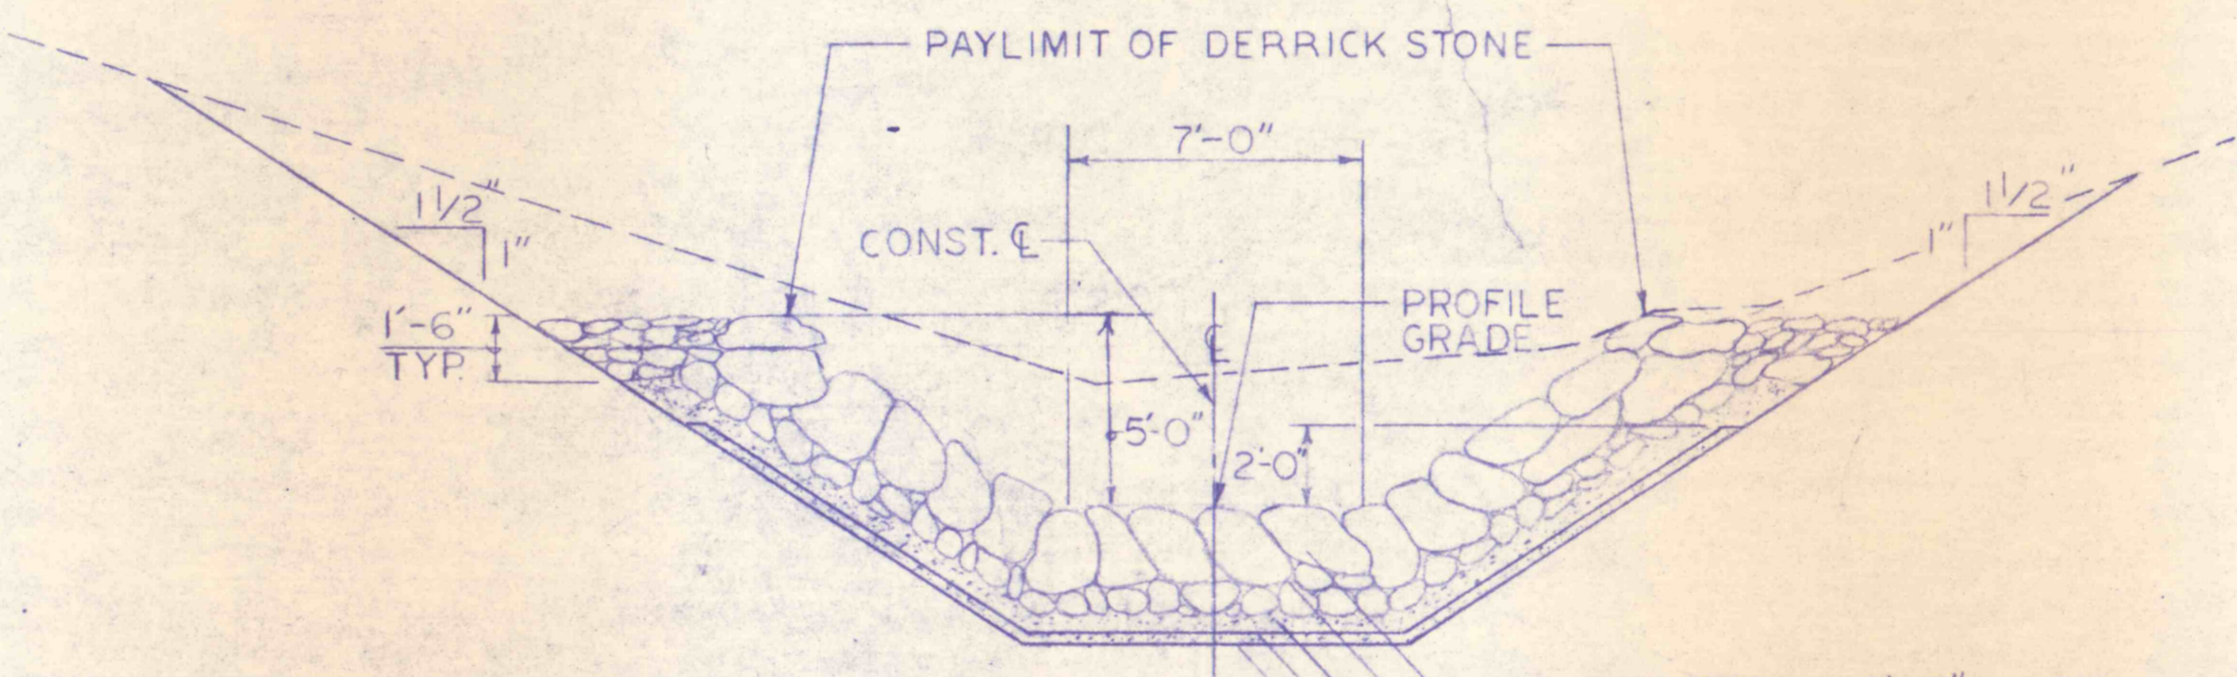 PAYLIMIT OF DERRICK STONE
7'-0"
1 1/2"
1"
1 1/2"
1"
CONST. ℄
PROFILE
GRADE
℄
1'-6"
TYP.
5'-0"
2'-0"